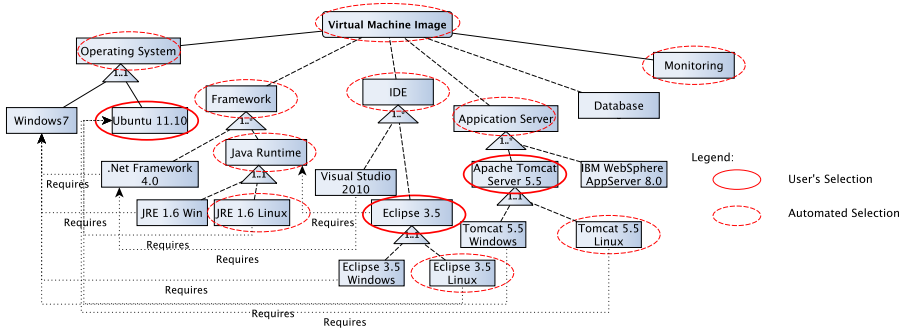 Virtual Machine Image
Operating System
Monitoring
1..1
Framework
IDE
Windows7
Ubuntu 11.10
Appication Server
Database
1..*
1..*
1..*
Java Runtime
.Net Framework
4.0
Visual Studio
2010
Apache Tomcat
Server 5.5
IBM WebSphere
AppServer 8.0
Legend:
User's Selection
Automated Selection
Requires
1..1
1..1
JRE 1.6 Win
JRE 1.6 Linux
Eclipse 3.5
Requires
Requires
Tomcat 5.5
Windows
Tomcat 5.5
Linux
1..1
Requires
Requires
Eclipse 3.5
Windows
Eclipse 3.5
Linux
Requires
Requires
Requires